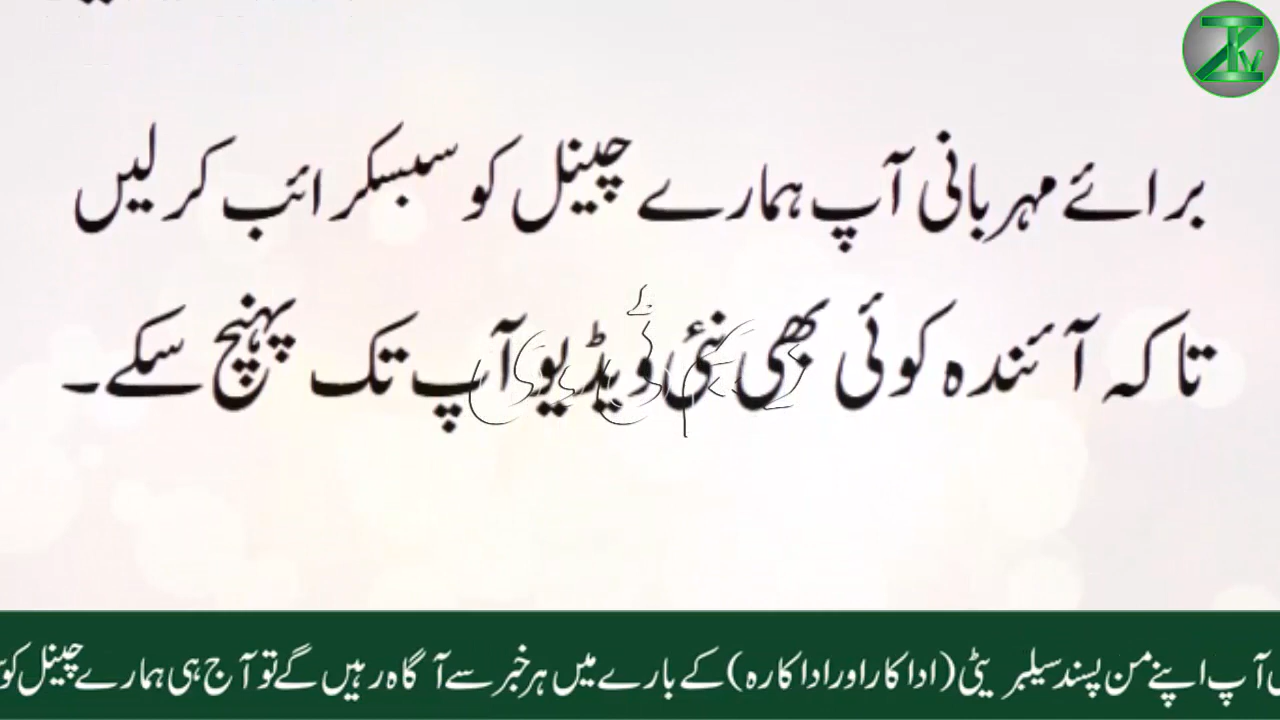 برائے مہربانی آپ ہمارے چینل کو سبسکرائب کر لیں
تاکہ آئندہ کوئی بھی نئی ویڈیو آپ تک پہنچ سکے۔
آپ اپنے من پسند سیلبریٹی (اداکار اور اداکارہ) کے بارے میں ہر خبر سے آگاہ رہیں گے تو آج ہی ہمارے چینل کو